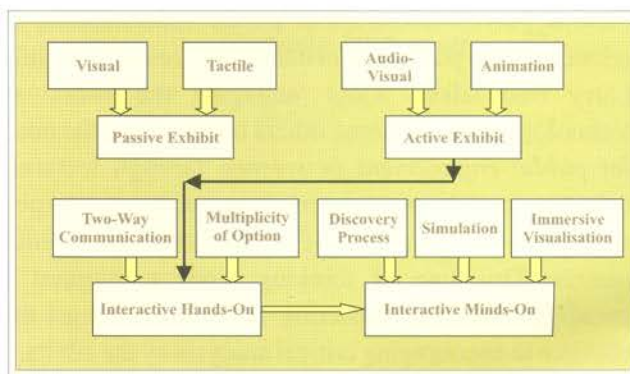 Visual
Tactile
Audio-
Visual
Animation
Passive Exhibit
Active Exhibit
Two-Way
Communication
Multiplicity
of Option
Discovery
Process
Simulation
Immersive
Visualisation
Interactive Hands-On
Interactive Minds-On